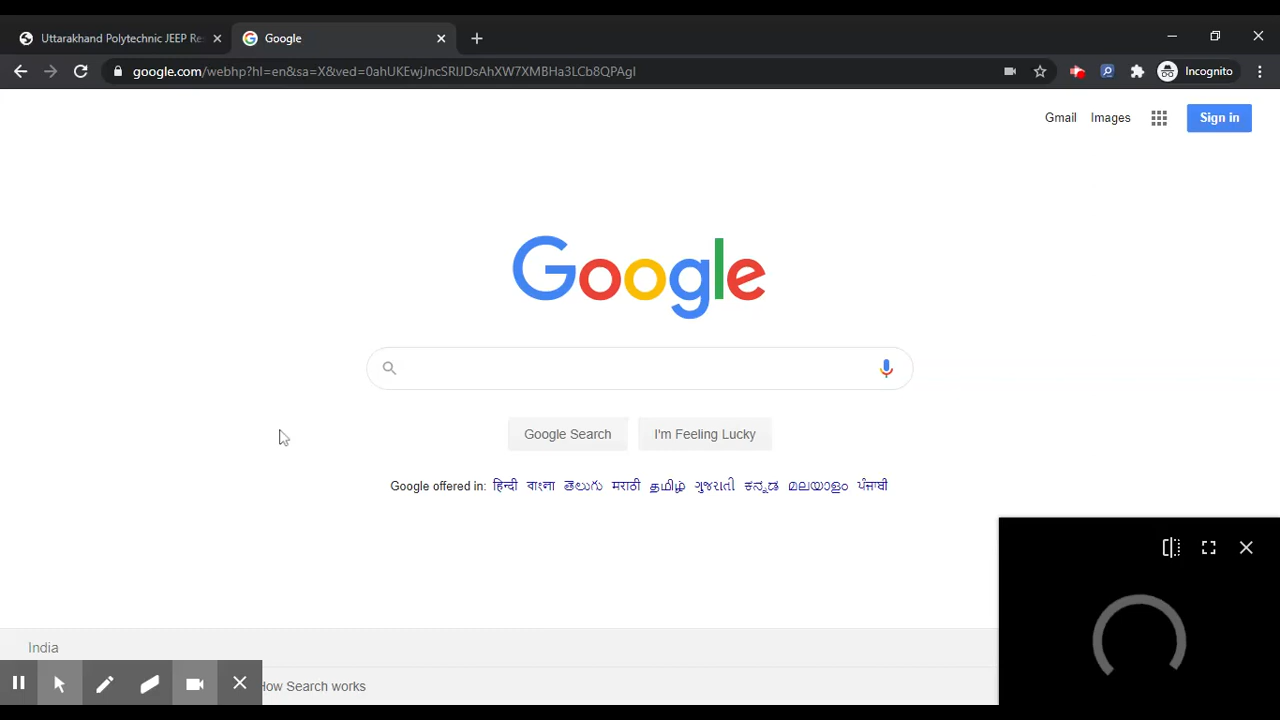 Uttarakhand Polytechnic JEEP Re
Google
google.com/webhp?hl=en&sa=X&ved=0ahUKEwjJncSRlJDsAhXW7XMBHa3LCb8QPAgI
Incognito
Gmail Images Sign in
Google
Google Search I'm Feeling Lucky
Google offered in: हिन्दी বাংলা తెలుగు मराठी தமிழ் ગુજરાતી ಕನ್ನಡ മലയാളം ਪੰਜਾਬੀ
India
How Search works